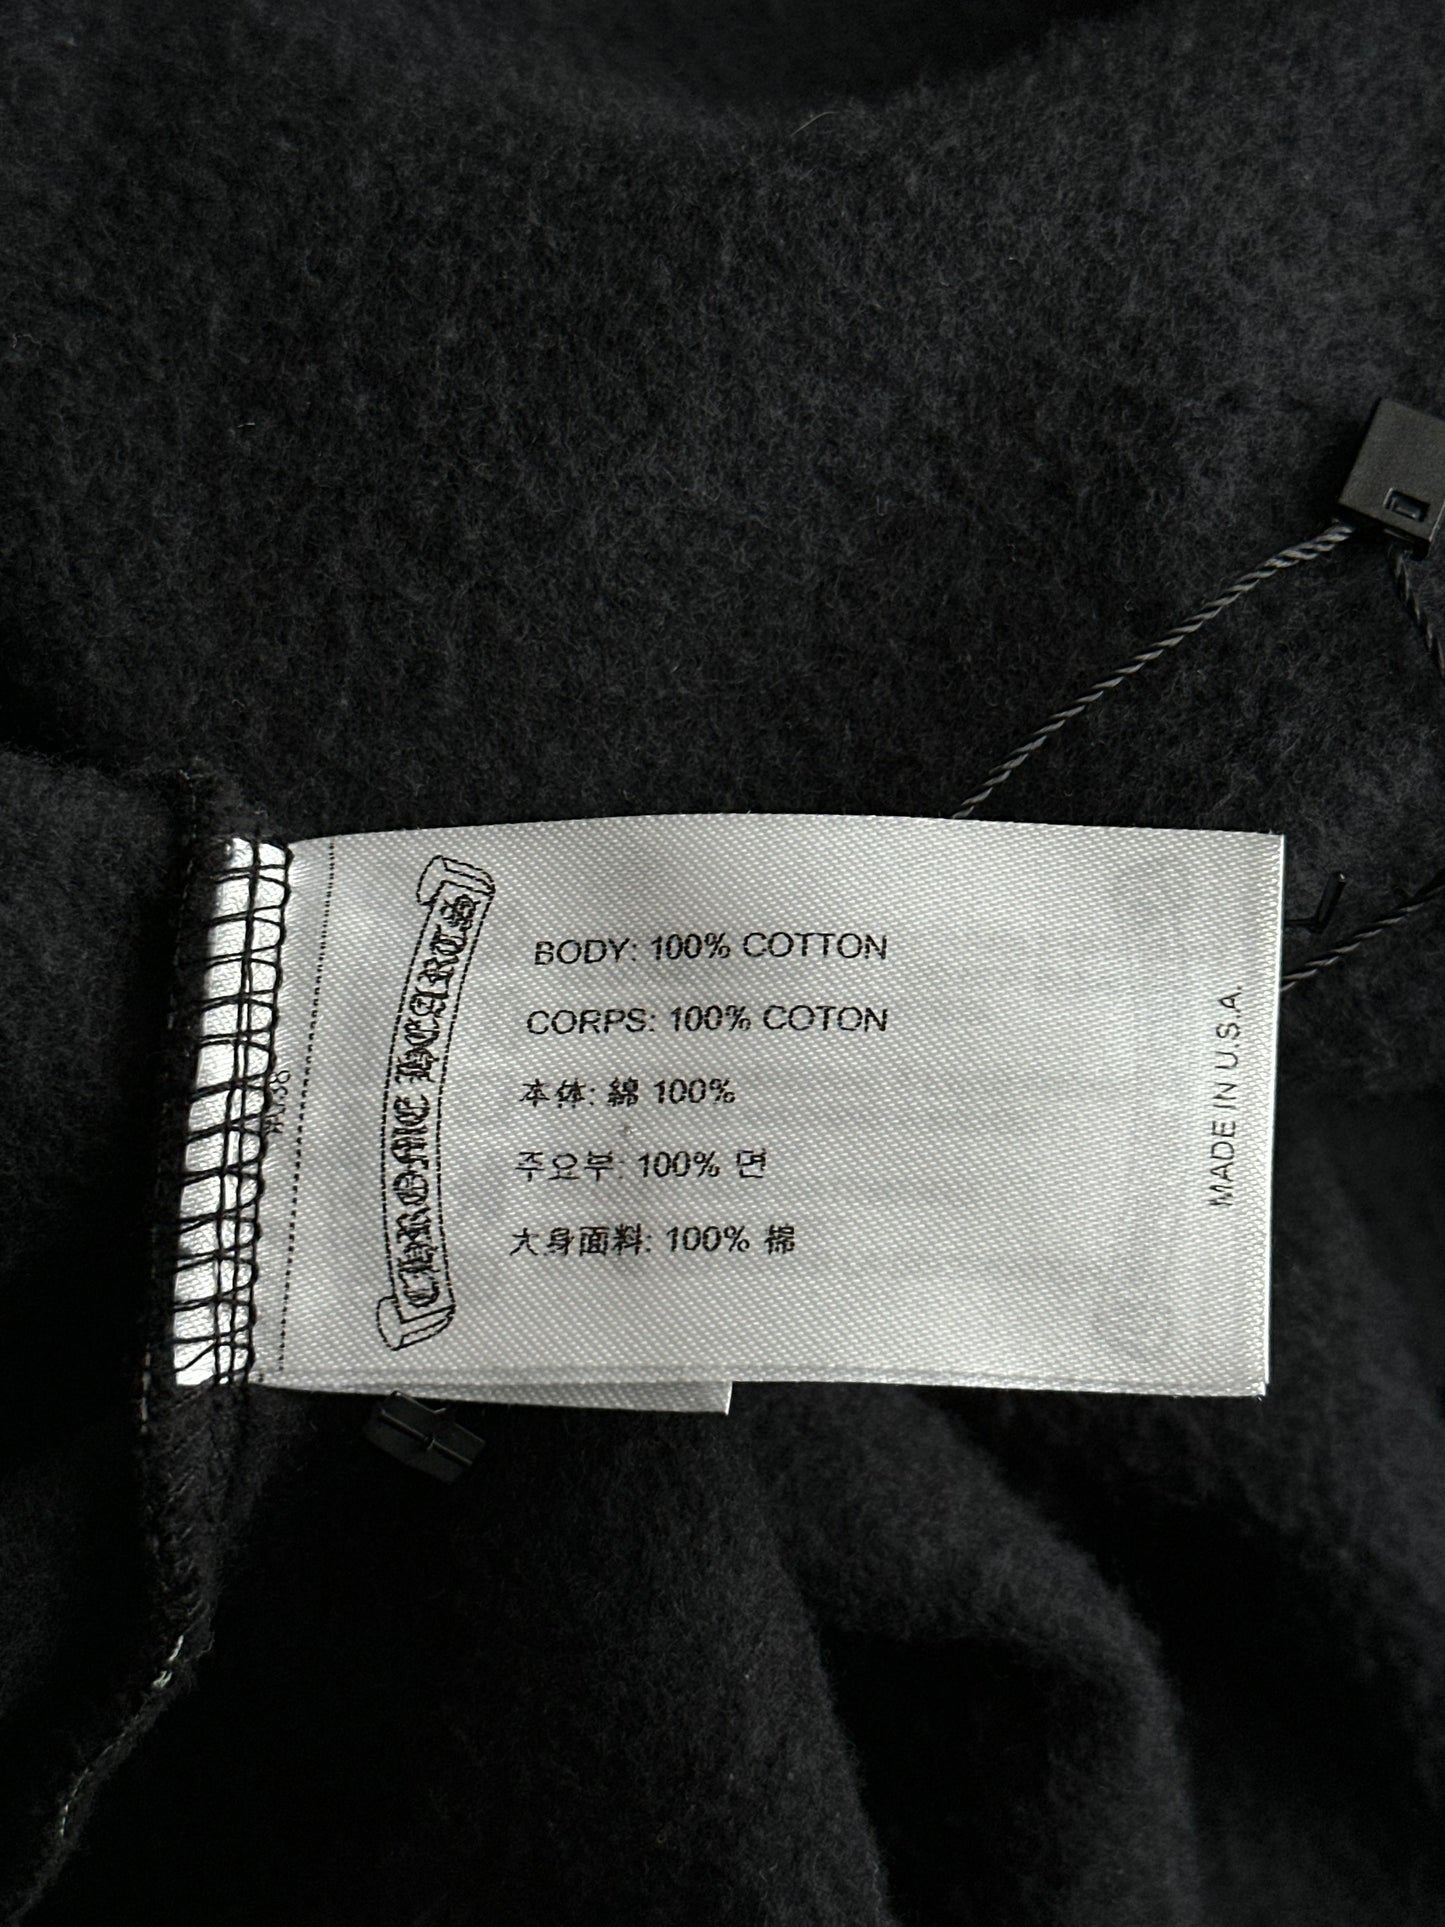 CHROME HEARTS
BODY: 100% COTTON
CORPS: 100% COTON
本体: 綿 100%
주요부: 100% 면
大身面料: 100% 棉
MADE IN U.S.A.